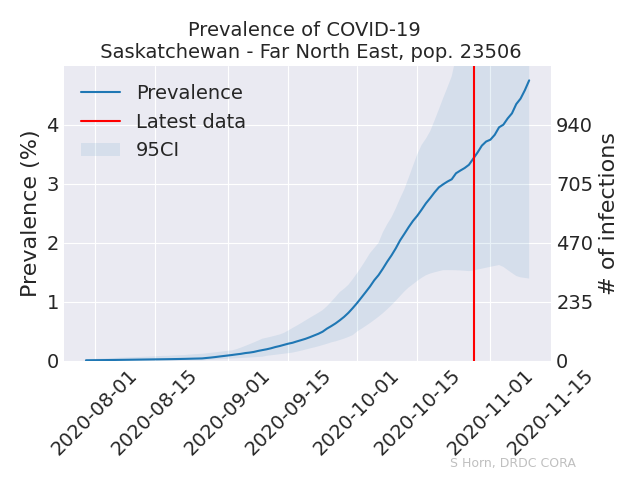 Prevalence of COVID-19
Saskatchewan - Far North East, pop. 23506
Prevalence
Latest data
95CI
Prevalence (%)
4
3
2
1
0
940
705
470
235
0
# of infections
2020-08-01
2020-08-15
2020-09-01
2020-09-15
2020-10-01
2020-10-15
2020-11-01
2020-11-15
S Horn, DRDC CORA